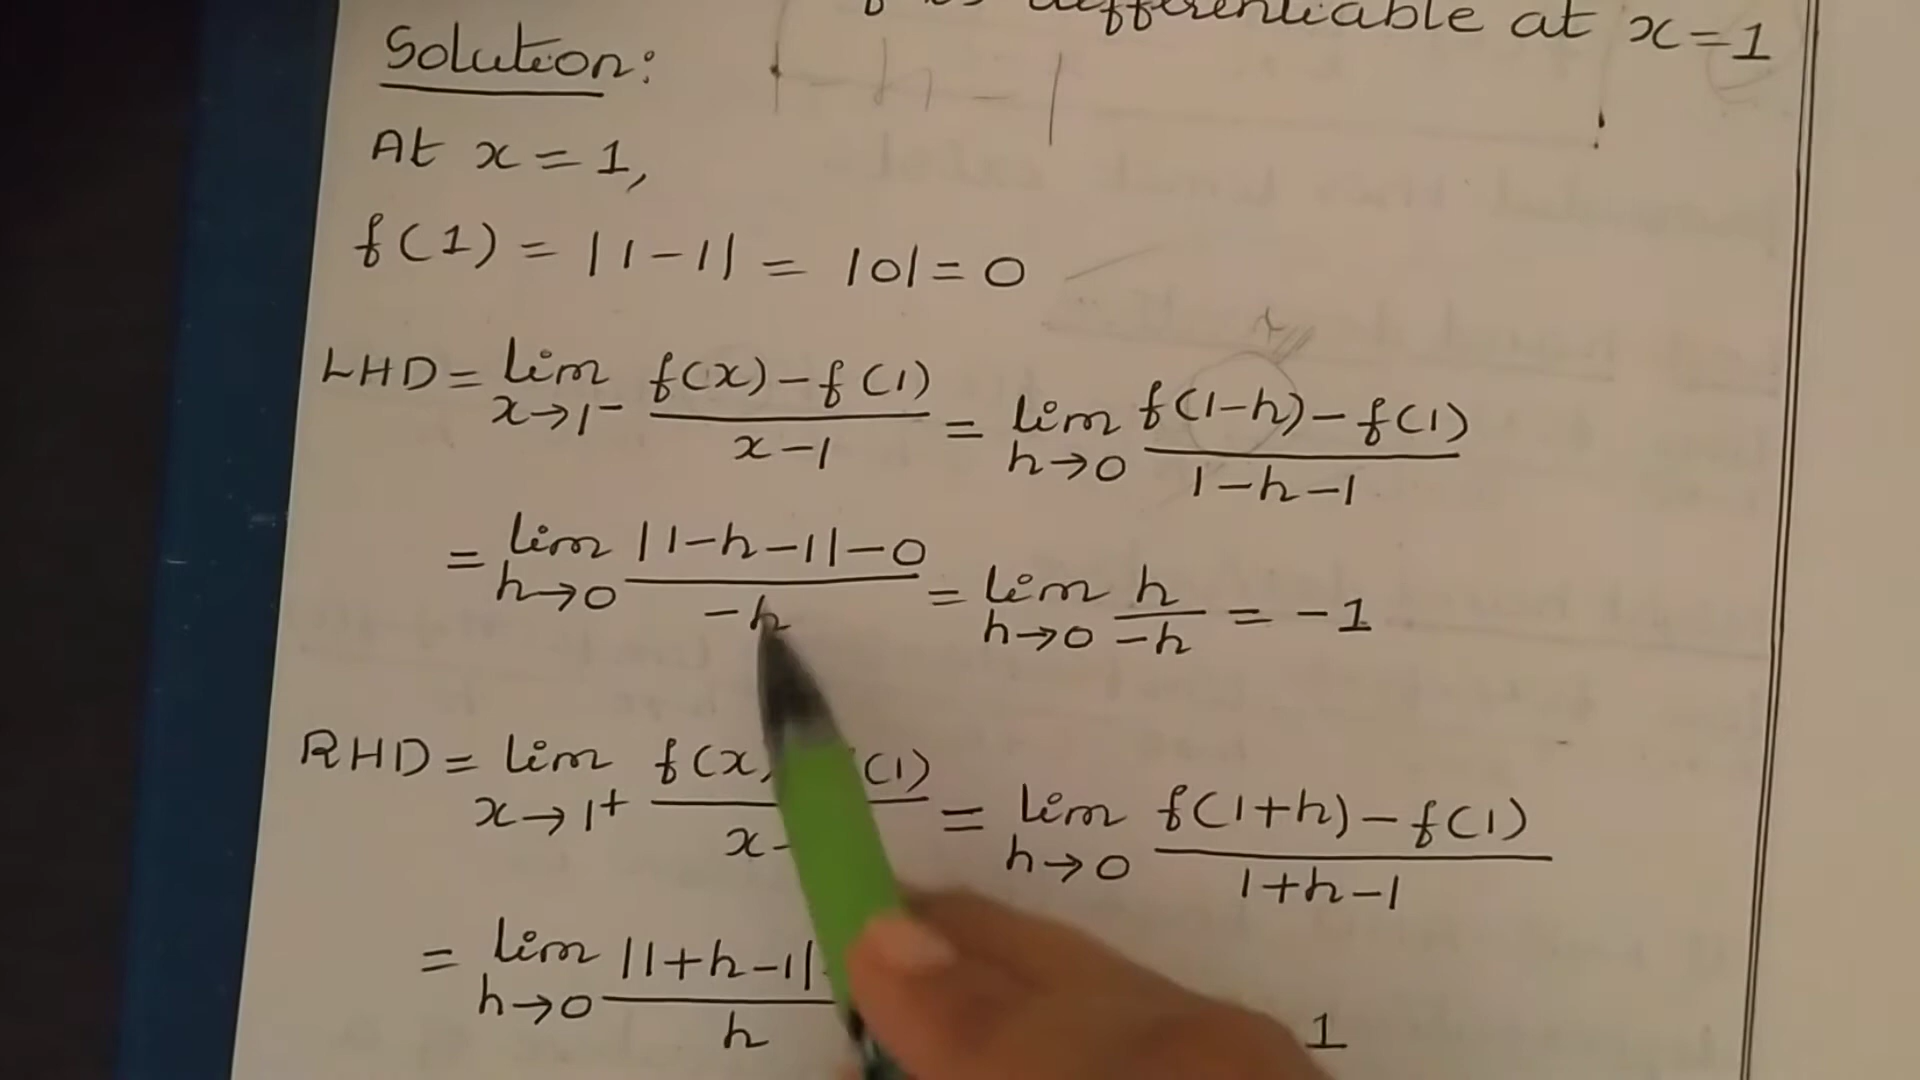 f is differentiable at x=1
Solution:
At x = 1,
f(1) = |1-1| = |0| = 0
LHD = lim x→1⁻ f(x)-f(1) / x-1 = lim h→0 f(1-h)-f(1) / 1-h-1
= lim h→0 |1-h-1|-0 / -h = lim h→0 h / -h = -1
RHD = lim x→1⁺ f(x) (1) / x- = lim h→0 f(1+h)-f(1) / 1+h-1
= lim h→0 |1+h-1| / h 1